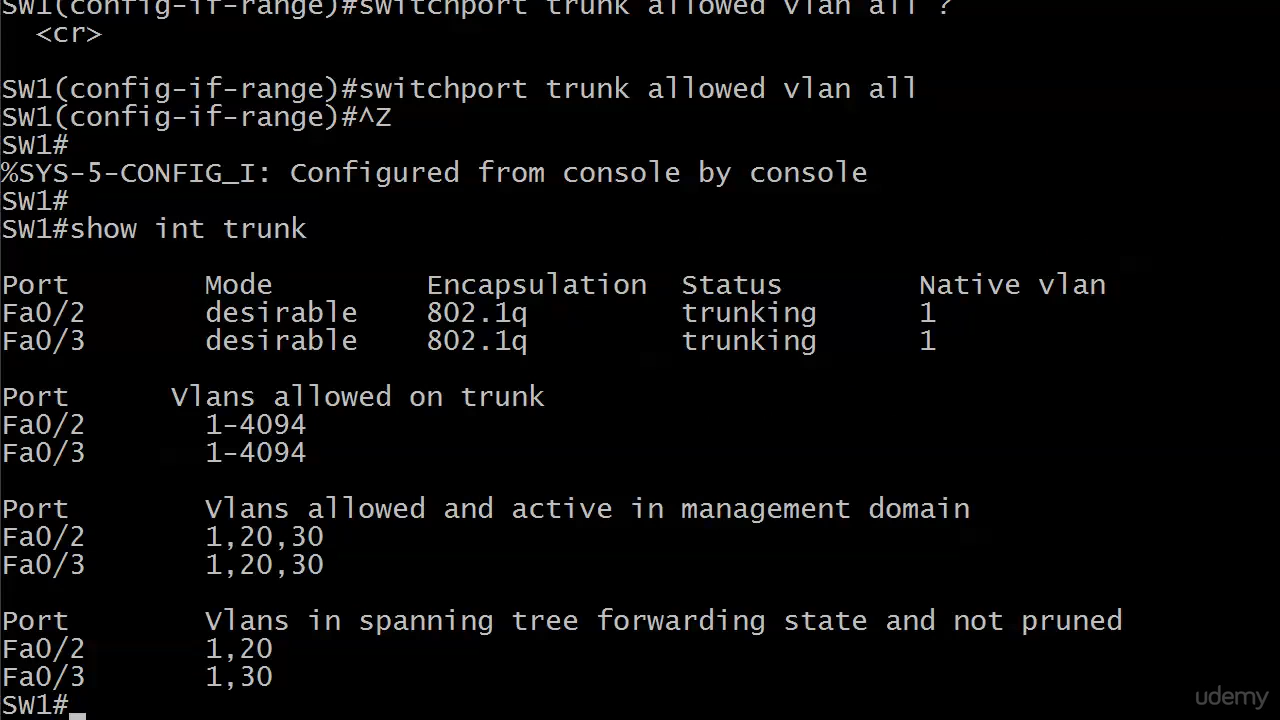 SW1(config-if-range)#switchport trunk allowed vlan all ?
<cr>
SW1(config-if-range)#switchport trunk allowed vlan all
SW1(config-if-range)#^Z
SW1#
%SYS-5-CONFIG_I: Configured from console by console
SW1#
SW1#show int trunk
Port Mode Encapsulation Status Native vlan
Fa0/2 desirable 802.1q trunking 1
Fa0/3 desirable 802.1q trunking 1
Port Vlans allowed on trunk
Fa0/2 1-4094
Fa0/3 1-4094
Port Vlans allowed and active in management domain
Fa0/2 1,20,30
Fa0/3 1,20,30
Port Vlans in spanning tree forwarding state and not pruned
Fa0/2 1,20
Fa0/3 1,30
SW1#
udemy